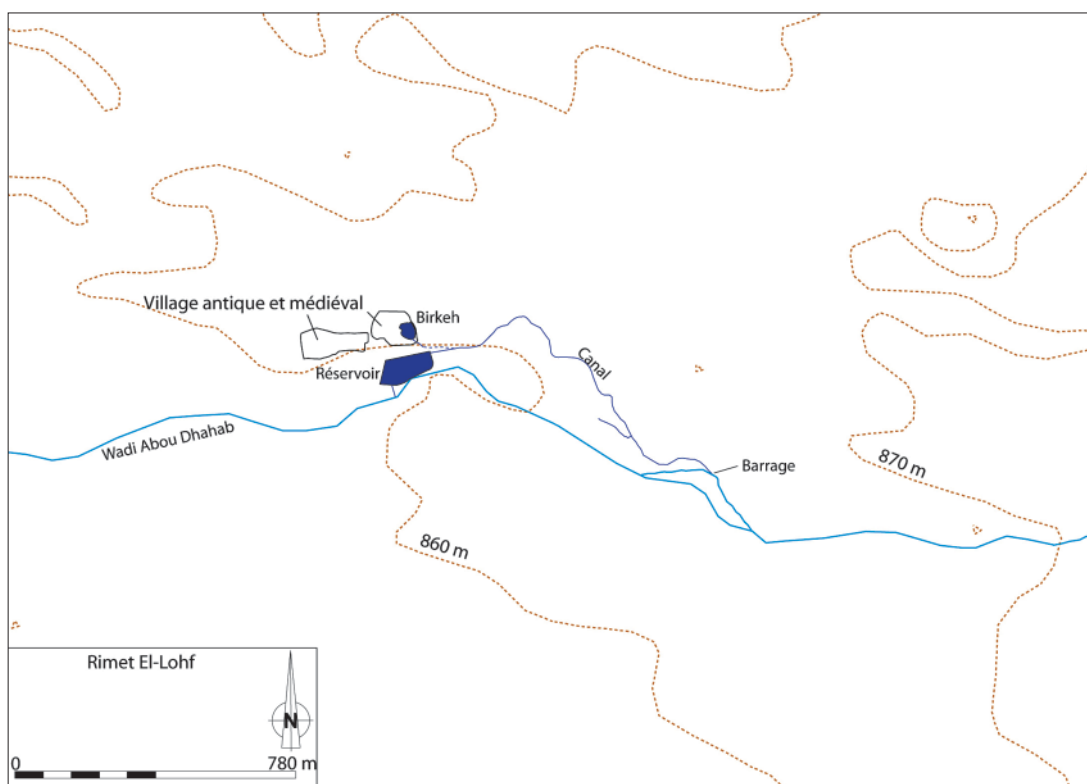 Village antique et médiéval
Birkeh
Réservoir
Canal
Wadi Abou Dhahab
Barrage
870 m
860 m
Rimet El-Lohf
N
0
780 m